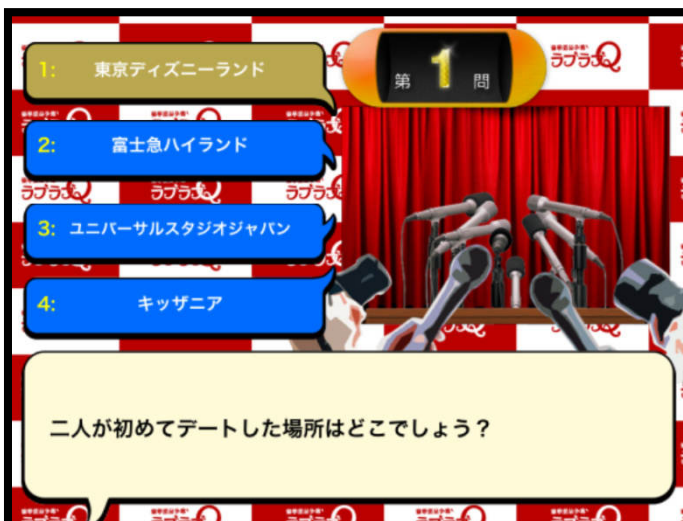 第1問
1: 東京ディズニーランド
2: 富士急ハイランド
3: ユニバーサルスタジオジャパン
4: キッザニア
二人が初めてデートした場所はどこでしょう？
ラプラスQ